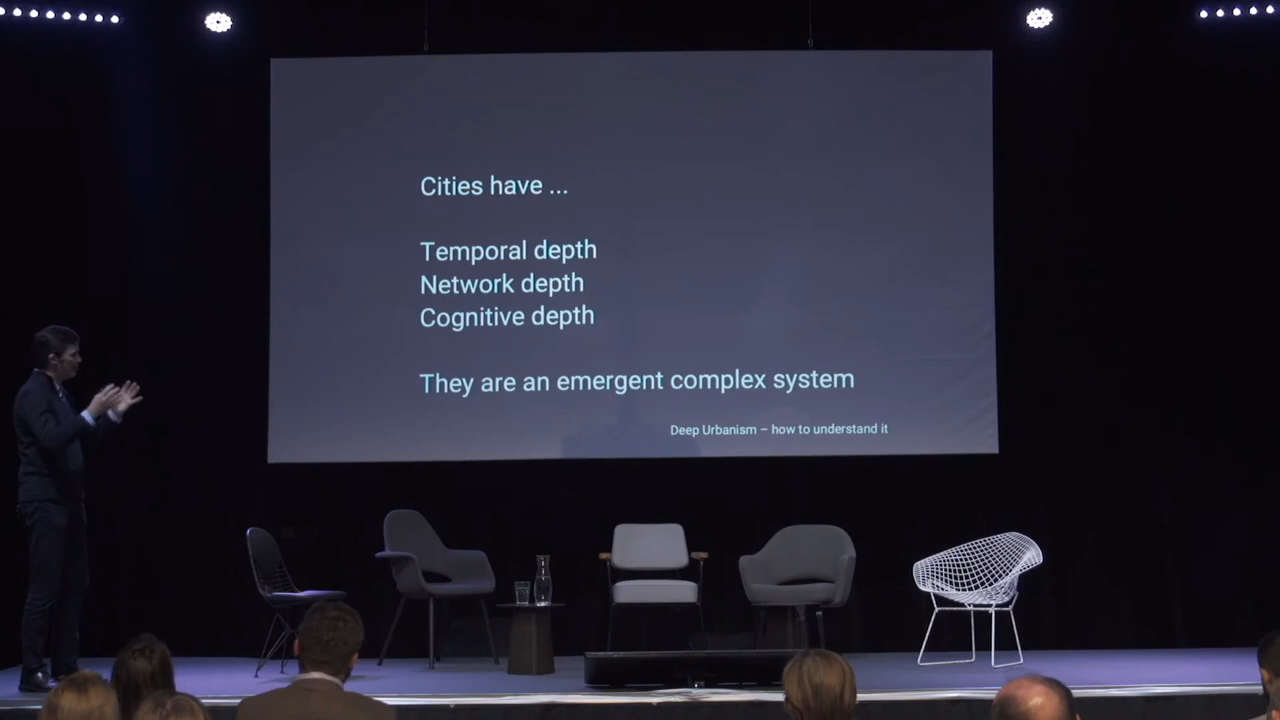 Cities have ...
Temporal depth
Network depth
Cognitive depth
They are an emergent complex system
Deep Urbanism – how to understand it